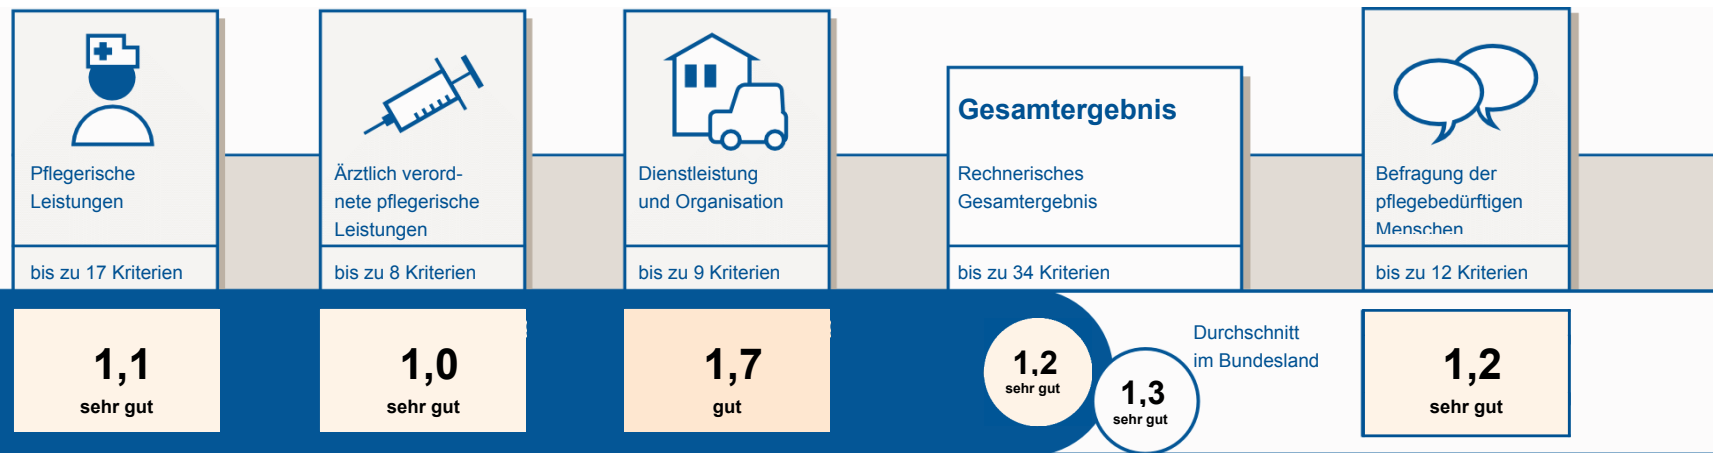 Pflegerische
Leistungen
bis zu 17 Kriterien
1,1
sehr gut
Ärztlich verord-
nete pflegerische
Leistungen
bis zu 8 Kriterien
1,0
sehr gut
Dienstleistung
und Organisation
bis zu 9 Kriterien
1,7
gut
Gesamtergebnis
Rechnerisches
Gesamtergebnis
bis zu 34 Kriterien
1,2
sehr gut
1,3
sehr gut
Durchschnitt
im Bundesland
Befragung der
pflegebedürftigen
Menschen
bis zu 12 Kriterien
1,2
sehr gut